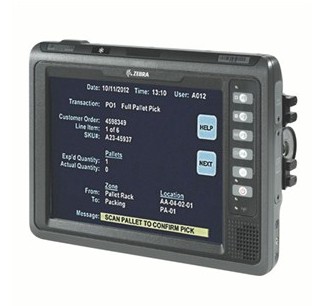 ZEBRA
Date: 10/11/2012 Time: 13:10 User: A012
Transaction: PO1 Full Pallet Pick
Customer Order: 4598349
Line Item: 1 of 6
SKU#: A23-45937
HELP
Pallets
Exp'd Quantity: 1
Actual Quantity: 0
NEXT
Zone Location
From: Pallet Rack AA-04-02-01
To: Packing PA-01
Message: SCAN PALLET TO CONFIRM PICK